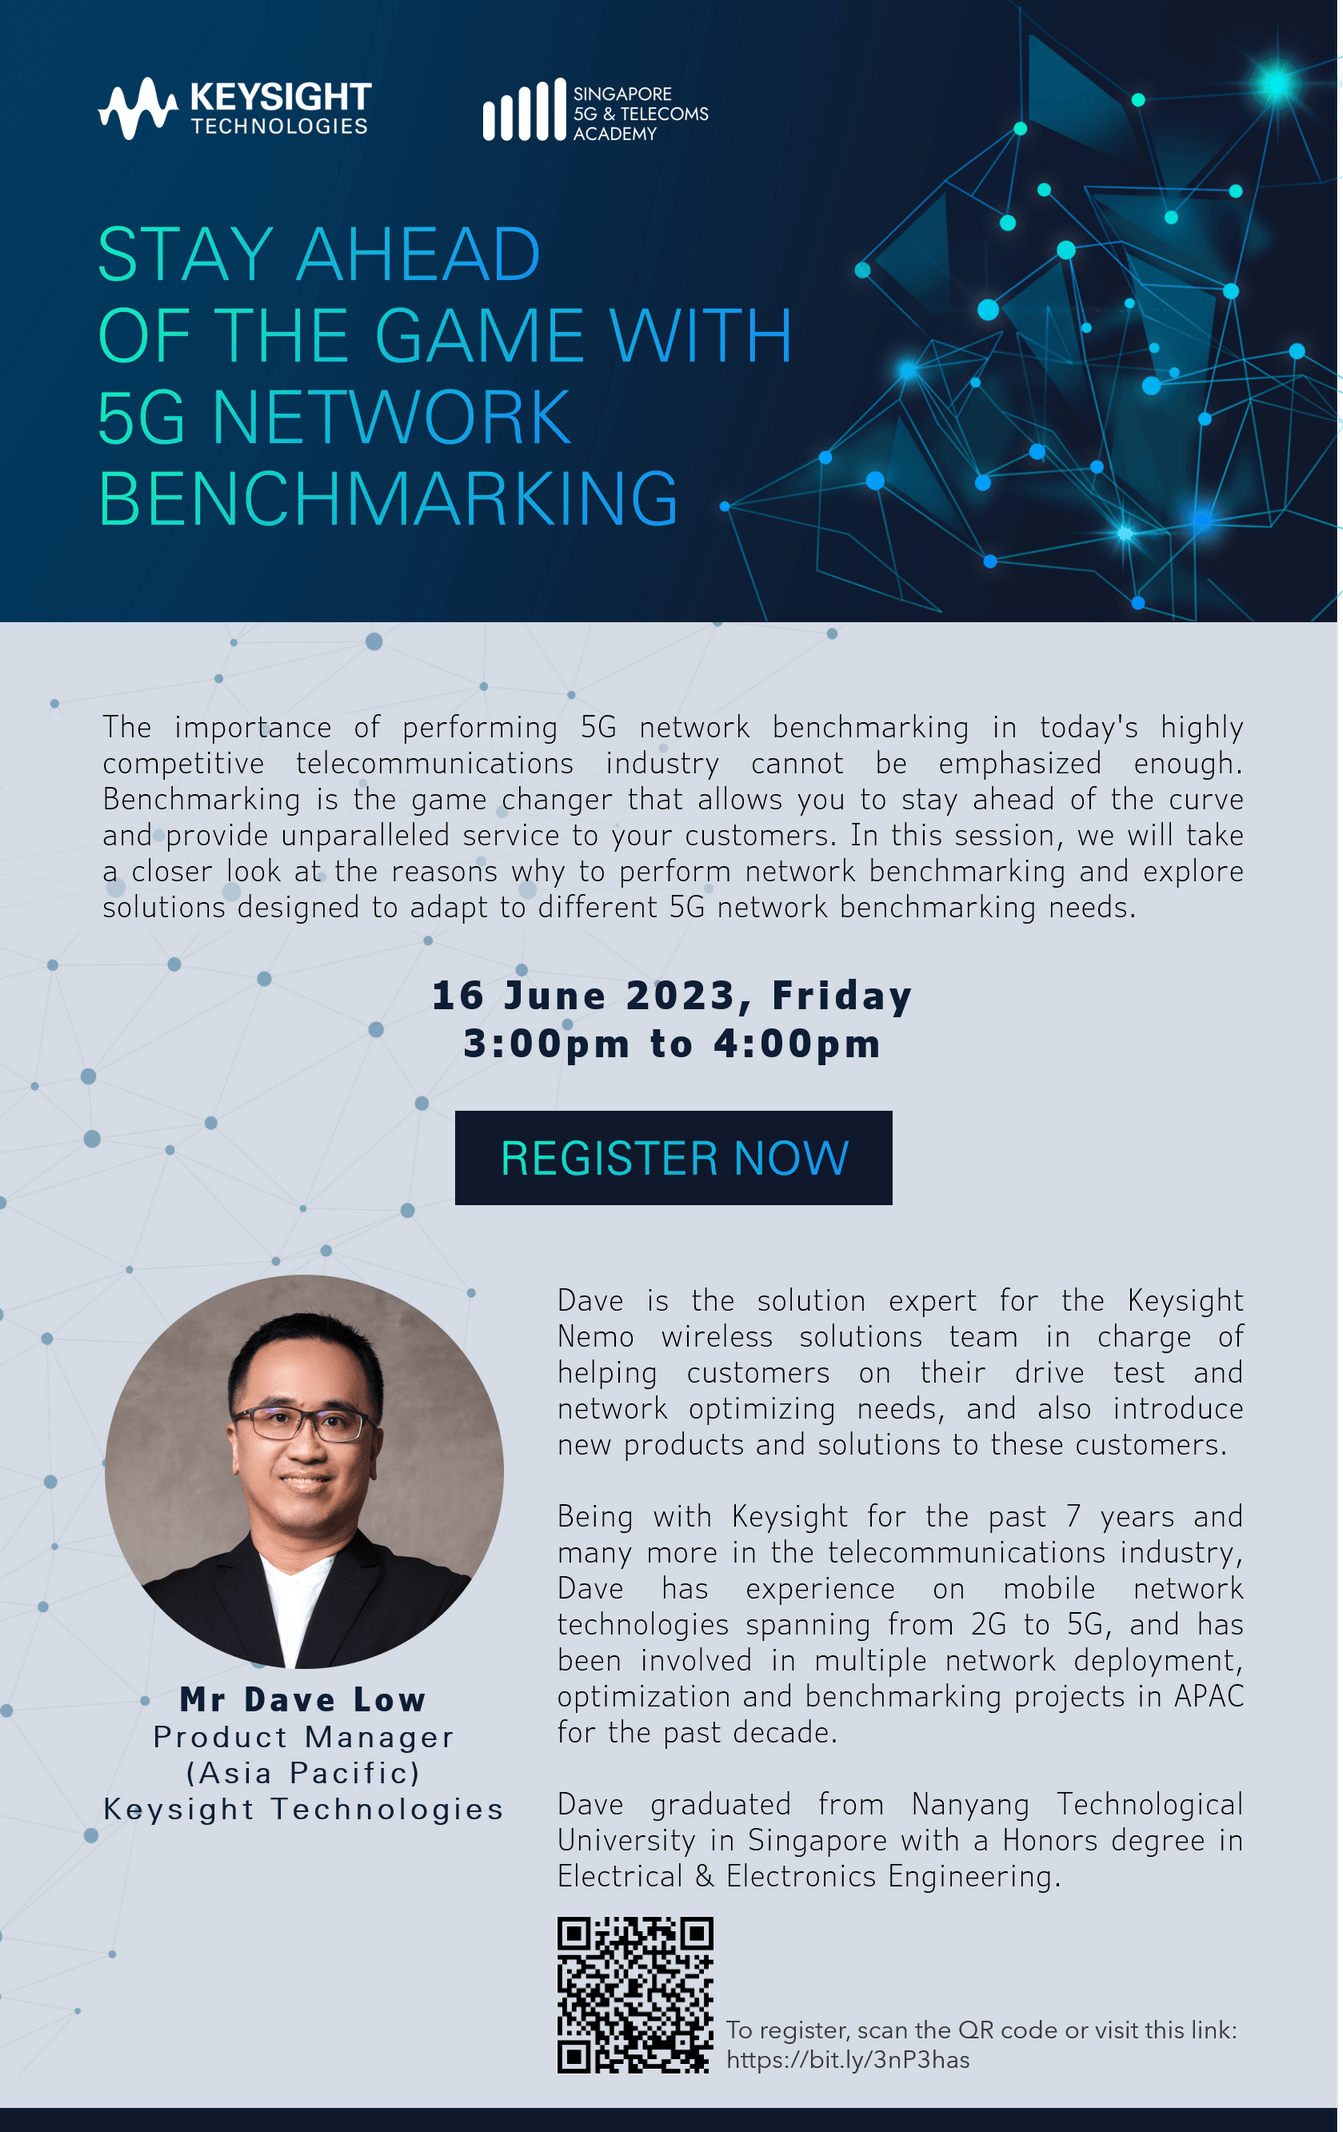 KEYSIGHT
TECHNOLOGIES
SINGAPORE
5G & TELECOMS
ACADEMY
STAY AHEAD
OF THE GAME WITH
5G NETWORK
BENCHMARKING
The importance of performing 5G network benchmarking in today's highly
competitive telecommunications industry cannot be emphasized enough.
Benchmarking is the game changer that allows you to stay ahead of the curve
and provide unparalleled service to your customers. In this session, we will take
a closer look at the reasons why to perform network benchmarking and explore
solutions designed to adapt to different 5G network benchmarking needs.
16 June 2023, Friday
3:00pm to 4:00pm
REGISTER NOW
Mr Dave Low
Product Manager
(Asia Pacific)
Keysight Technologies
Dave is the solution expert for the Keysight
Nemo wireless solutions team in charge of
helping customers on their drive test and
network optimizing needs, and also introduce
new products and solutions to these customers.
Being with Keysight for the past 7 years and
many more in the telecommunications industry,
Dave has experience on mobile network
technologies spanning from 2G to 5G, and has
been involved in multiple network deployment,
optimization and benchmarking projects in APAC
for the past decade.
Dave graduated from Nanyang Technological
University in Singapore with a Honors degree in
Electrical & Electronics Engineering.
To register, scan the QR code or visit this link:
https://bit.ly/3nP3has